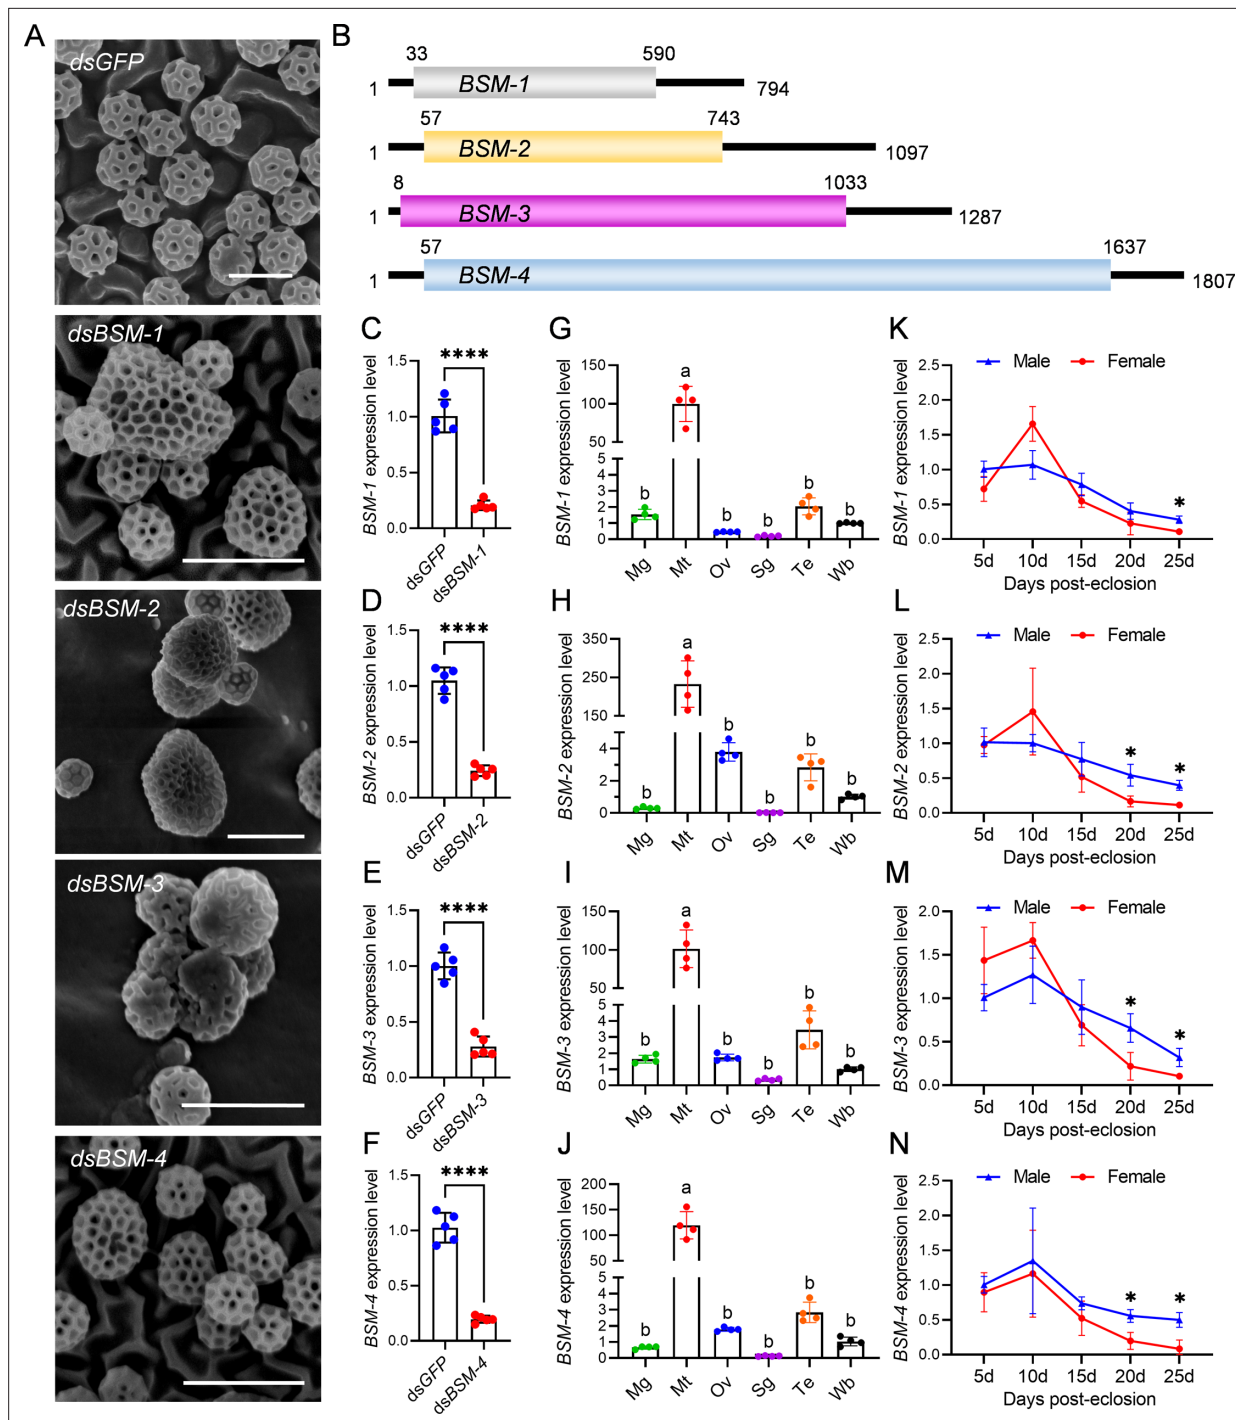 A
dsGFP
dsBSM-1
dsBSM-2
dsBSM-3
dsBSM-4
B
33 590
1 BSM-1 794
57 743
1 BSM-2 1097
8 1033
1 BSM-3 1287
57 1637
1 BSM-4 1807
C
BSM-1 expression level
1.5
1.0
0.5
0.0
****
dsGFP
dsBSM-1
G
BSM-1 expression level
150
100
50
5
4
3
2
1
0
b a b b b b
Mg Mt Ov Sg Te Wb
K
Male Female
BSM-1 expression level
2.5
2.0
1.5
1.0
0.5
0.0
*
5d 10d 15d 20d 25d
Days post-eclosion
D
BSM-2 expression level
1.5
1.0
0.5
0.0
****
dsGFP
dsBSM-2
H
BSM-2 expression level
350
250
150
4
2
0
b a b b b b
Mg Mt Ov Sg Te Wb
L
Male Female
BSM-2 expression level
2.5
2.0
1.5
1.0
0.5
0.0
* *
5d 10d 15d 20d 25d
Days post-eclosion
E
BSM-3 expression level
1.5
1.0
0.5
0.0
****
dsGFP
dsBSM-3
I
BSM-3 expression level
150
100
50
5
4
3
2
1
0
b a b b b b
Mg Mt Ov Sg Te Wb
M
Male Female
BSM-3 expression level
2.0
1.5
1.0
0.5
0.0
* *
5d 10d 15d 20d 25d
Days post-eclosion
F
BSM-4 expression level
1.5
1.0
0.5
0.0
****
dsGFP
dsBSM-4
J
BSM-4 expression level
200
150
100
50
5
4
3
2
1
0
b a b b b b
Mg Mt Ov Sg Te Wb
N
Male Female
BSM-4 expression level
2.5
2.0
1.5
1.0
0.5
0.0
* *
5d 10d 15d 20d 25d
Days post-eclosion